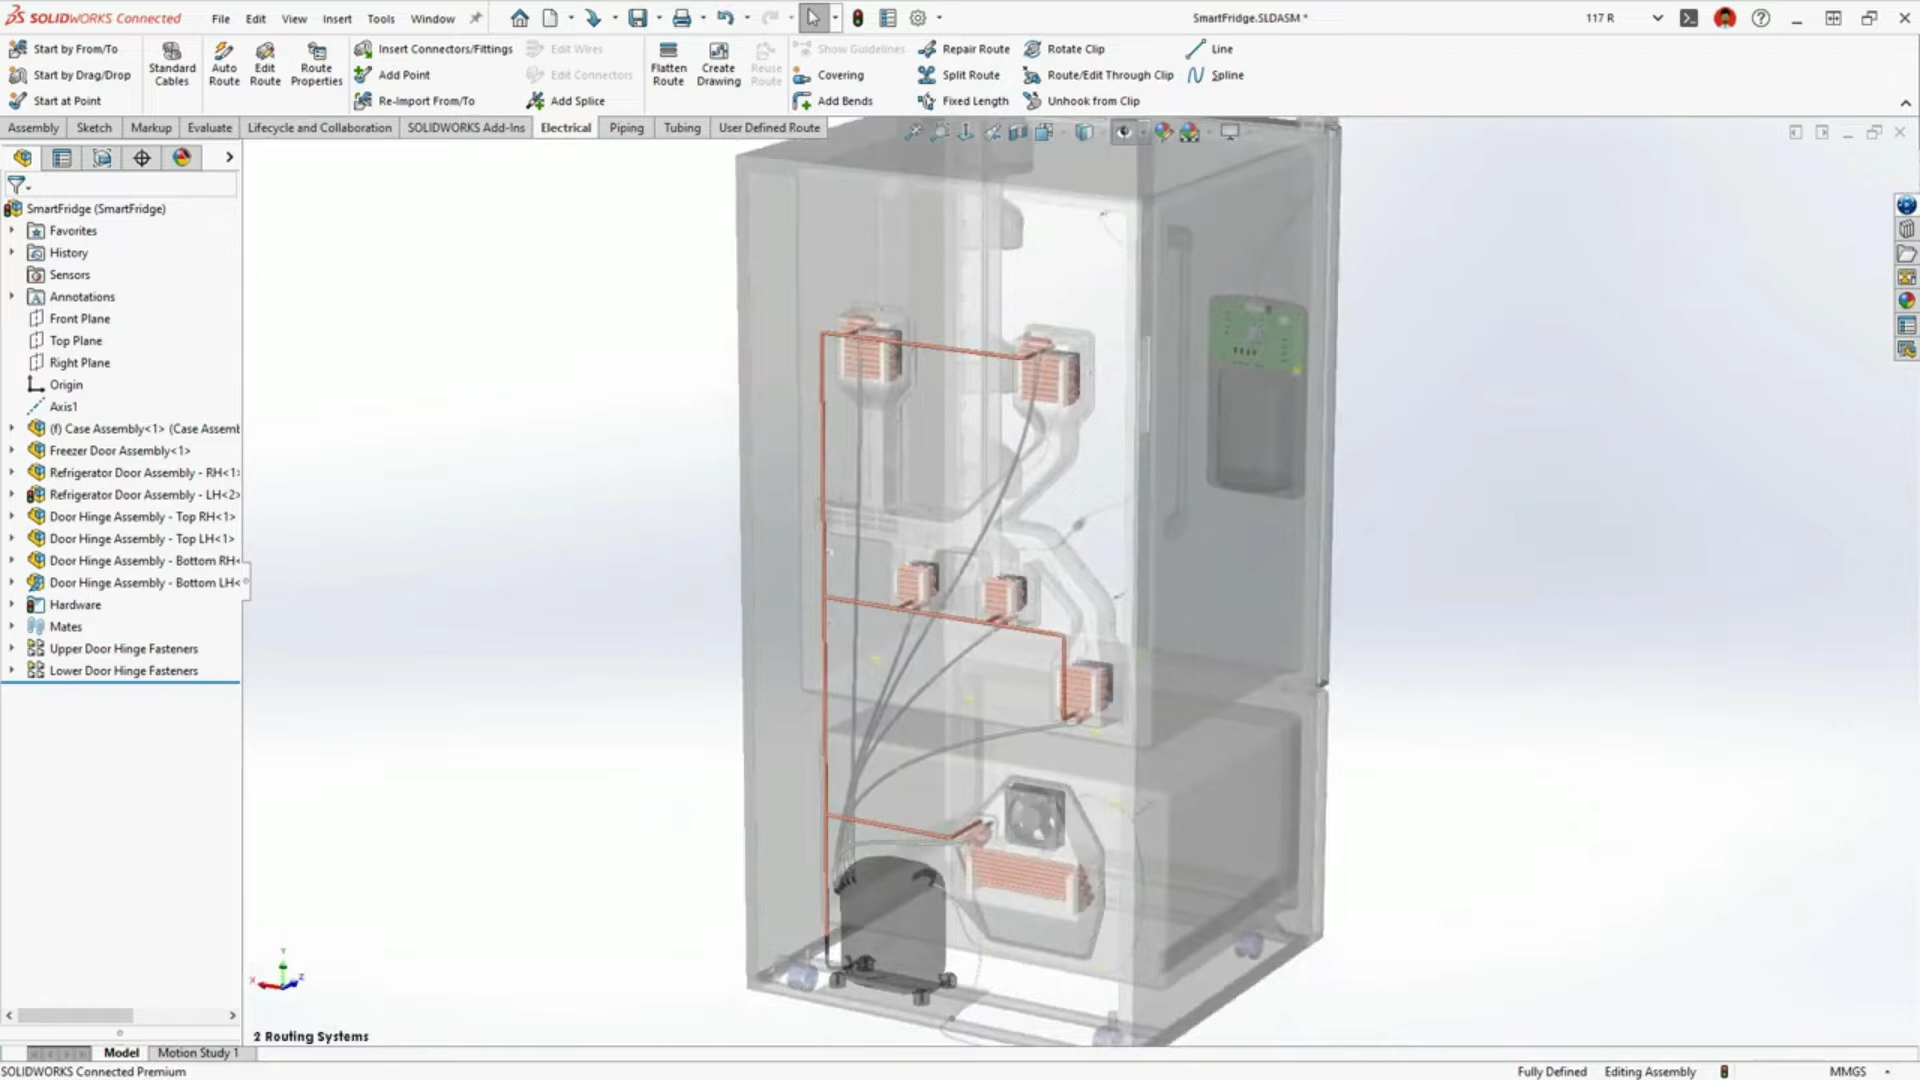 SOLIDWORKS Connected
File Edit View Insert Tools Window
SmartFridge.SLDASM *
117 R
Start by From/To
Start by Drag/Drop
Start at Point
Standard Cables
Auto Route
Edit Route
Route Properties
Insert Connectors/Fittings
Add Point
Re-Import From/To
Edit Wires
Edit Connectors
Add Splice
Flatten Route
Create Drawing
Reuse Route
Show Guidelines
Covering
Add Bends
Repair Route
Split Route
Fixed Length
Rotate Clip
Route/Edit Through Clip
Unhook from Clip
Line
Spline
Assembly Sketch Markup Evaluate Lifecycle and Collaboration SOLIDWORKS Add-Ins Electrical Piping Tubing User Defined Route
SmartFridge (SmartFridge)
Favorites
History
Sensors
Annotations
Front Plane
Top Plane
Right Plane
Origin
Axis1
(f) Case Assembly<1> (Case Assemb
Freezer Door Assembly<1>
Refrigerator Door Assembly - RH<1>
Refrigerator Door Assembly - LH<2>
Door Hinge Assembly - Top RH<1>
Door Hinge Assembly - Top LH<1>
Door Hinge Assembly - Bottom RH<
Door Hinge Assembly - Bottom LH<
Hardware
Mates
Upper Door Hinge Fasteners
Lower Door Hinge Fasteners
Y
X
Z
2 Routing Systems
Model Motion Study 1
SOLIDWORKS Connected Premium
Fully Defined Editing Assembly MMGS